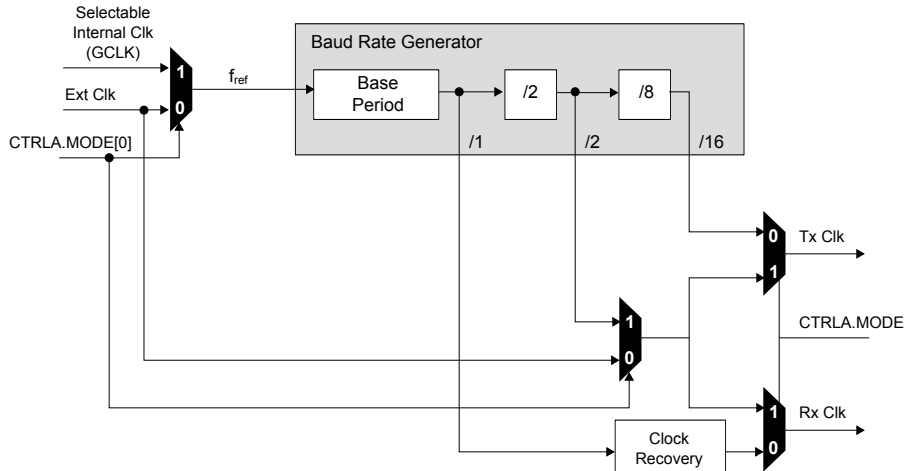 Selectable
Internal Clk
(GCLK)
Baud Rate Generator
1
f_ref
Base
Period
/2
/8
Ext Clk
0
CTRLA.MODE[0]
/1
/2
/16
0
Tx Clk
1
1
CTRLA.MODE
0
1
Rx Clk
0
Clock
Recovery